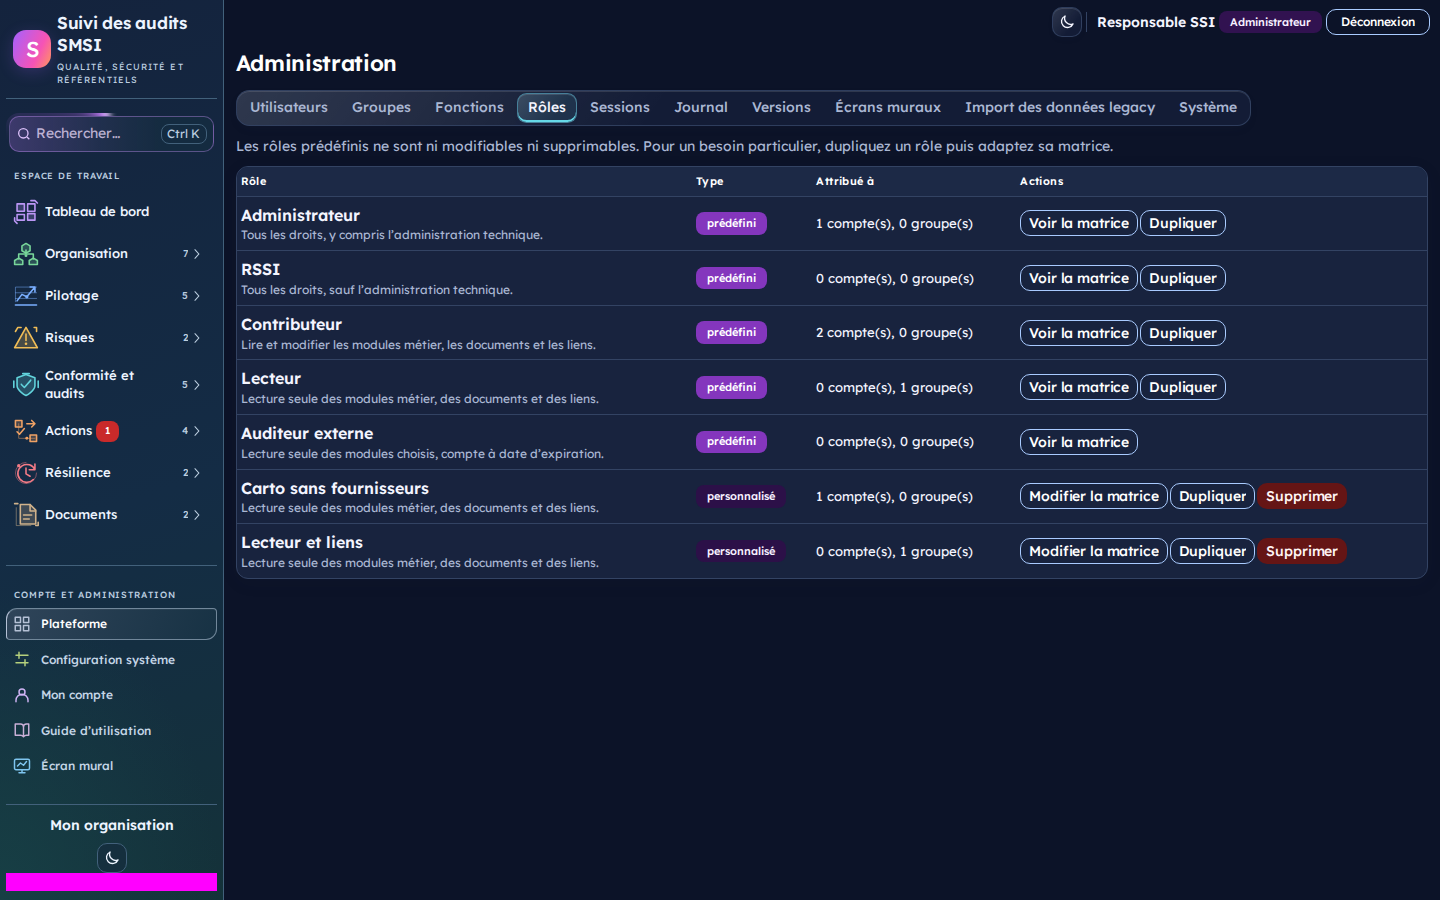 S
Suivi des audits
SMSI
QUALITÉ, SÉCURITÉ ET
RÉFÉRENTIELS
Rechercher...
Ctrl K
ESPACE DE TRAVAIL
Tableau de bord
Organisation 7
Pilotage 5
Risques 2
Conformité et
audits 5
Actions 1 4
Résilience 2
Documents 2
COMPTE ET ADMINISTRATION
Plateforme
Configuration système
Mon compte
Guide d'utilisation
Écran mural
Mon organisation
Responsable SSI Administrateur Déconnexion
Administration
Utilisateurs Groupes Fonctions Rôles Sessions Journal Versions Écrans muraux Import des données legacy Système
Les rôles prédéfinis ne sont ni modifiables ni supprimables. Pour un besoin particulier, dupliquez un rôle puis adaptez sa matrice.
Rôle Type Attribué à Actions
Administrateur
Tous les droits, y compris l'administration technique.
prédéfini 1 compte(s), 0 groupe(s) Voir la matrice Dupliquer
RSSI
Tous les droits, sauf l'administration technique.
prédéfini 0 compte(s), 0 groupe(s) Voir la matrice Dupliquer
Contributeur
Lire et modifier les modules métier, les documents et les liens.
prédéfini 2 compte(s), 0 groupe(s) Voir la matrice Dupliquer
Lecteur
Lecture seule des modules métier, des documents et des liens.
prédéfini 0 compte(s), 1 groupe(s) Voir la matrice Dupliquer
Auditeur externe
Lecture seule des modules choisis, compte à date d'expiration.
prédéfini 0 compte(s), 0 groupe(s) Voir la matrice
Carto sans fournisseurs
Lecture seule des modules métier, des documents et des liens.
personnalisé 1 compte(s), 0 groupe(s) Modifier la matrice Dupliquer Supprimer
Lecteur et liens
Lecture seule des modules métier, des documents et des liens.
personnalisé 0 compte(s), 1 groupe(s) Modifier la matrice Dupliquer Supprimer